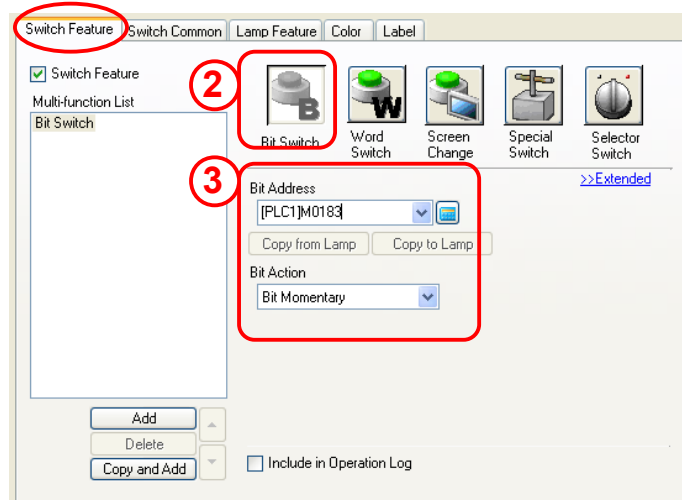 Switch Feature Switch Common Lamp Feature Color Label
Switch Feature
Multi-function List
Bit Switch
2
B
W
Bit Switch
Word
Switch
Screen
Change
Special
Switch
Selector
Switch
>>Extended
3
Bit Address
[PLC1]M0183
Copy from Lamp Copy to Lamp
Bit Action
Bit Momentary
Add
Delete
Copy and Add
Include in Operation Log